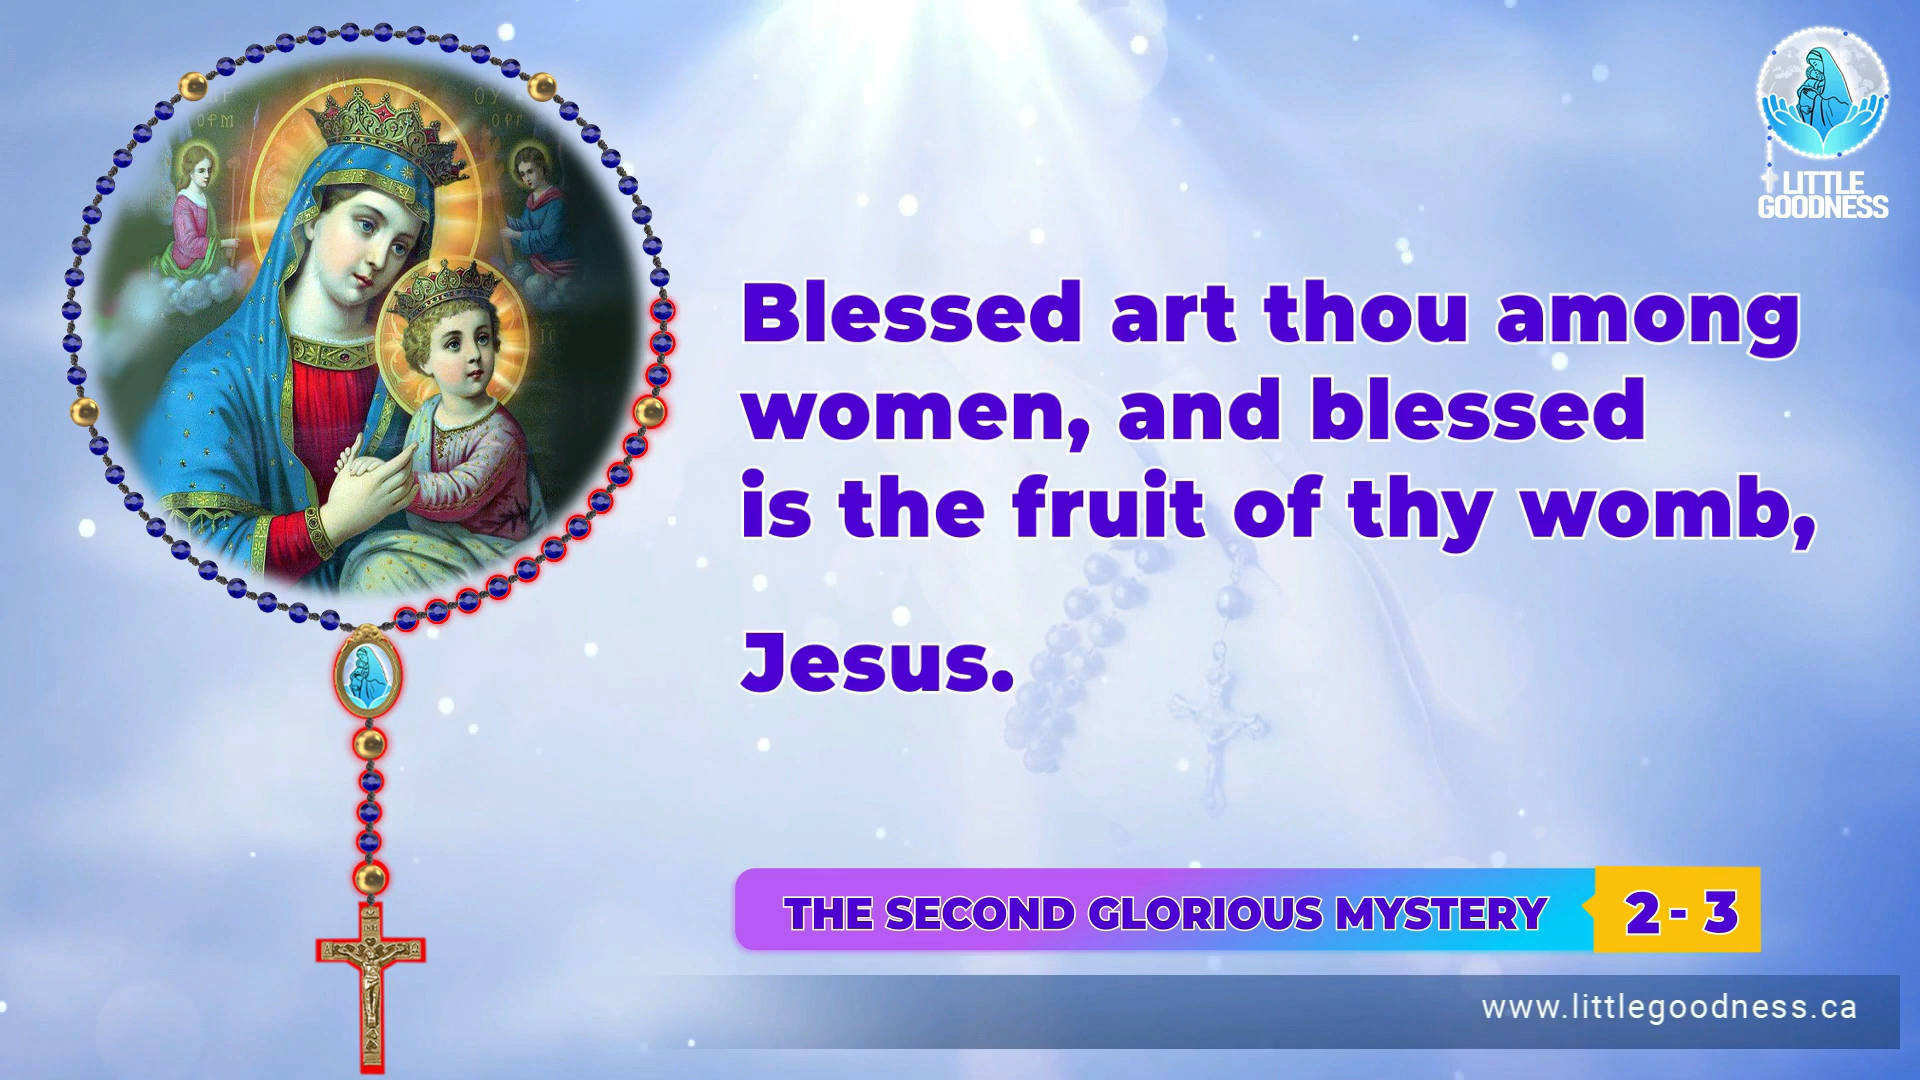 LITTLE
GOODNESS
Blessed art thou among
women, and blessed
is the fruit of thy womb,
Jesus.
THE SECOND GLORIOUS MYSTERY
2 - 3
www.littlegoodness.ca